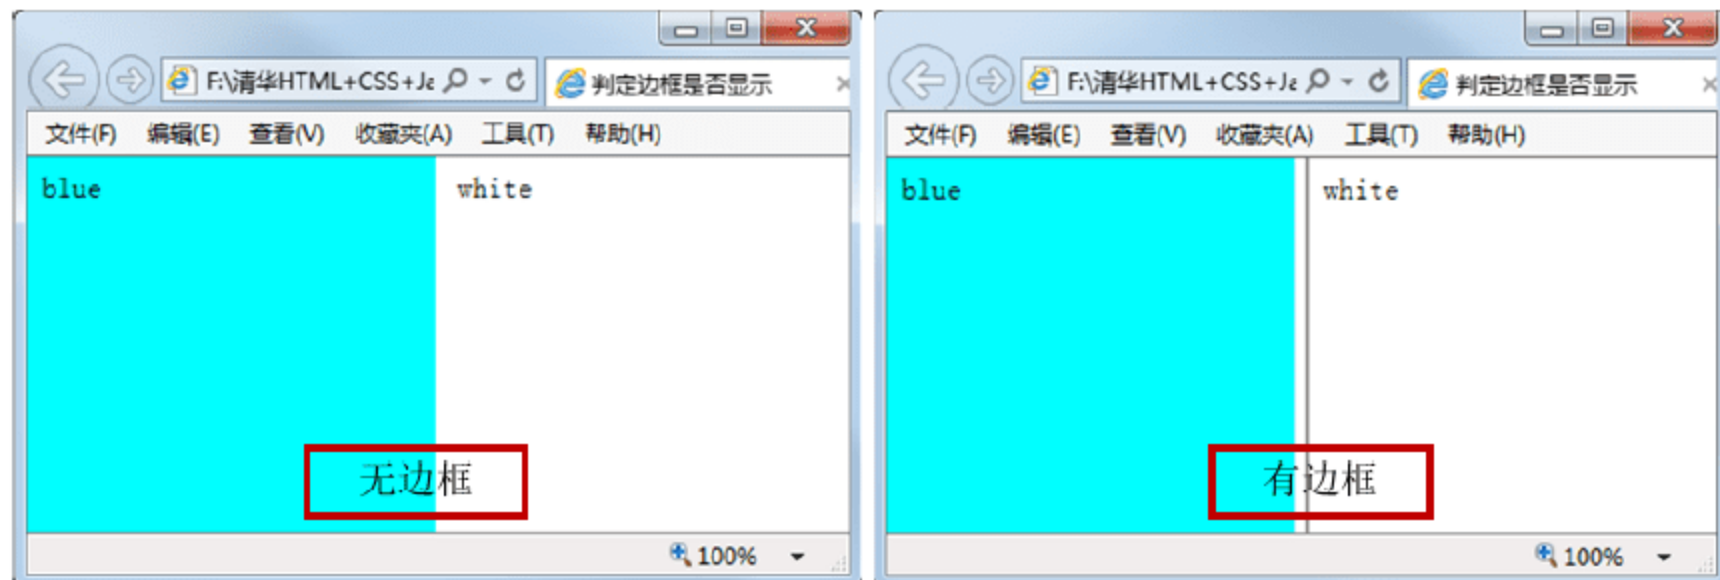 F:\清华HTML+CSS+Ja
判定边框是否显示
文件(F) 编辑(E) 查看(V) 收藏夹(A) 工具(T) 帮助(H)
blue
white
无边框
100%
F:\清华HTML+CSS+Ja
判定边框是否显示
文件(F) 编辑(E) 查看(V) 收藏夹(A) 工具(T) 帮助(H)
blue
white
有边框
100%